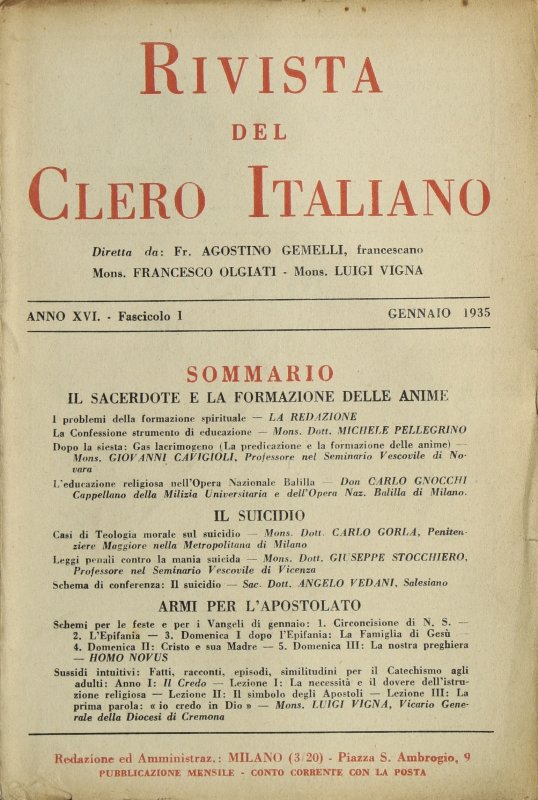 RIVISTA
DEL
CLERO ITALIANO
Diretta da: Fr. AGOSTINO GEMELLI, francescano
Mons. FRANCESCO OLGIATI - Mons. LUIGI VIGNA
ANNO XVI. - Fascicolo 1 GENNAIO 1935
SOMMARIO
IL SACERDOTE E LA FORMAZIONE DELLE ANIME
I problemi della formazione spirituale — LA REDAZIONE
La Confessione strumento di educazione — Mons. Dott. MICHELE PELLEGRINO
Dopo la siesta: Gas lacrimogeno (La predicazione e la formazione delle anime) —
Mons. GIOVANNI CAVIGIOLI, Professore nel Seminario Vescovile di No-
vara
L'educazione religiosa nell'Opera Nazionale Balilla — Don CARLO GNOCCHI
Cappellano della Milizia Universitaria e dell'Opera Naz. Balilla di Milano.
IL SUICIDIO
Casi di Teologia morale sul suicidio — Mons. Dott. CARLO GORLA, Peniten-
ziere Maggiore nella Metropolitana di Milano
Leggi penali contro la mania suicida — Mons. Dott. GIUSEPPE STOCCHIERO,
Professore nel Seminario Vescovile di Vicenza
Schema di conferenza: Il suicidio — Sac. Dott. ANGELO VEDANI, Salesiano
ARMI PER L'APOSTOLATO
Schemi per le feste e per i Vangeli di gennaio: 1. Circoncisione di N. S. —
2. L'Epifania — 3. Domenica I dopo l'Epifania: La Famiglia di Gesù —
4. Domenica II: Cristo e sua Madre — 5. Domenica III: La nostra preghiera
— HOMO NOVUS
Sussidi intuitivi: Fatti, racconti, episodi, similitudini per il Catechismo agli
adulti: Anno I: Il Credo — Lezione I: La necessità e il dovere dell'istru-
zione religiosa — Lezione II: Il simbolo degli Apostoli — Lezione III: La
prima parola: « io credo in Dio » — Mons. LUIGI VIGNA, Vicario Gene-
rale della Diocesi di Cremona
Redazione ed Amministraz.: MILANO (3/20) - Piazza S. Ambrogio, 9
PUBBLICAZIONE MENSILE - CONTO CORRENTE CON LA POSTA